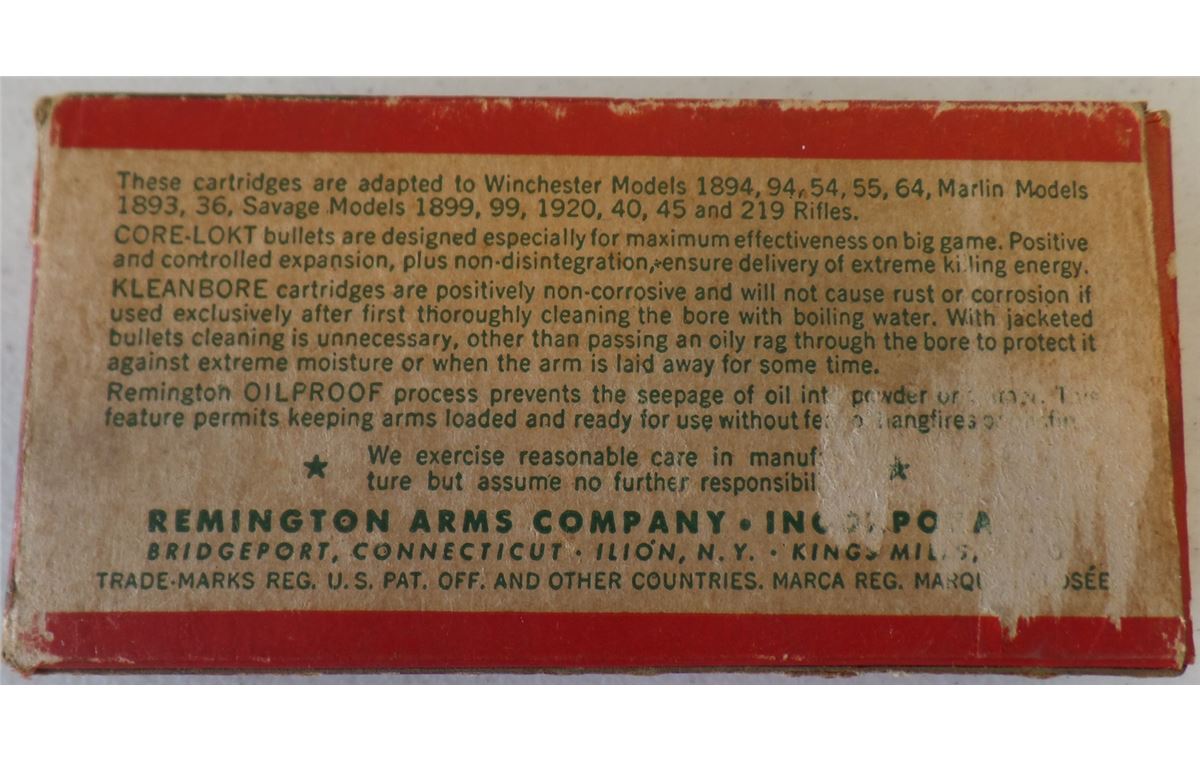 These cartridges are adapted to Winchester Models 1894, 94, 54, 55, 64, Marlin Models
1893, 36, Savage Models 1899, 99, 1920, 40, 45 and 219 Rifles.
CORE-LOKT bullets are designed especially for maximum effectiveness on big game. Positive
and controlled expansion, plus non-disintegration, ensure delivery of extreme killing energy.
KLEANBORE cartridges are positively non-corrosive and will not cause rust or corrosion if
used exclusively after first thoroughly cleaning the bore with boiling water. With jacketed
bullets cleaning is unnecessary, other than passing an oily rag through the bore to protect it
against extreme moisture or when the arm is laid away for some time.
Remington OILPROOF process prevents the seepage of oil into powder or
feature permits keeping arms loaded and ready for use without hangfires
★ We exercise reasonable care in ★
ture but assume no further
REMINGTON ARMS COMPANY • INCORPORATED
BRIDGEPORT, CONNECTICUT • ILION, N. Y. • KINGS MILLS,
TRADE-MARKS REG. U.S. PAT. OFF. AND OTHER COUNTRIES. MARCA REG.